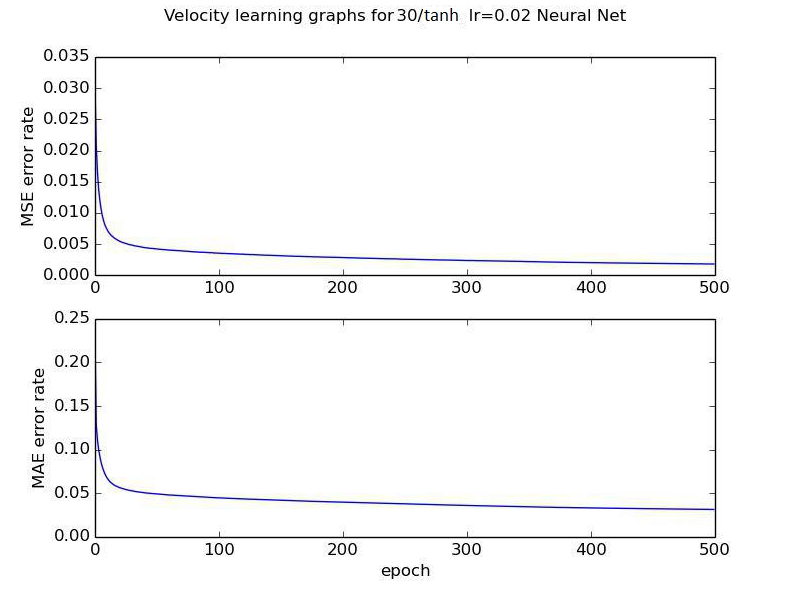 Velocity learning graphs for 30/tanh lr=0.02 Neural Net
0.035
0.030
0.025
0.020
0.015
0.010
0.005
0.000
MSE error rate
0 100 200 300 400 500
0.25
0.20
0.15
0.10
0.05
0.00
MAE error rate
0 100 200 300 400 500
epoch